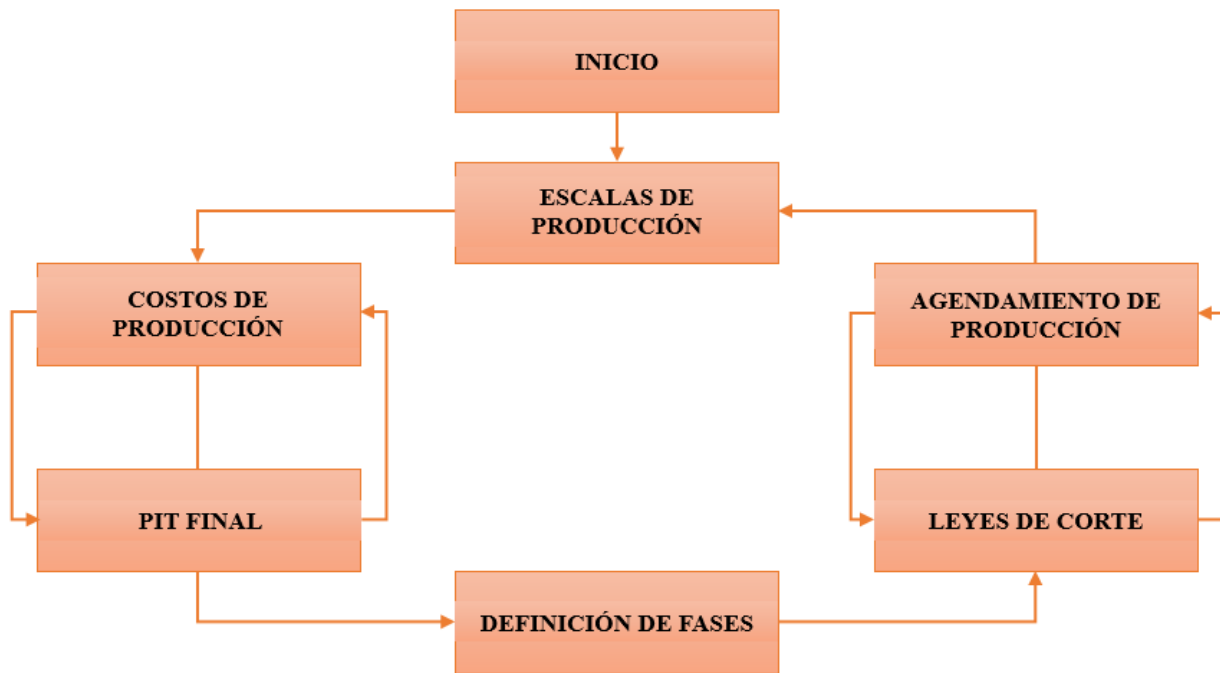 INICIO
ESCALAS DE
PRODUCCIÓN
COSTOS DE
PRODUCCIÓN
AGENDAMIENTO DE
PRODUCCIÓN
PIT FINAL
LEYES DE CORTE
DEFINICIÓN DE FASES